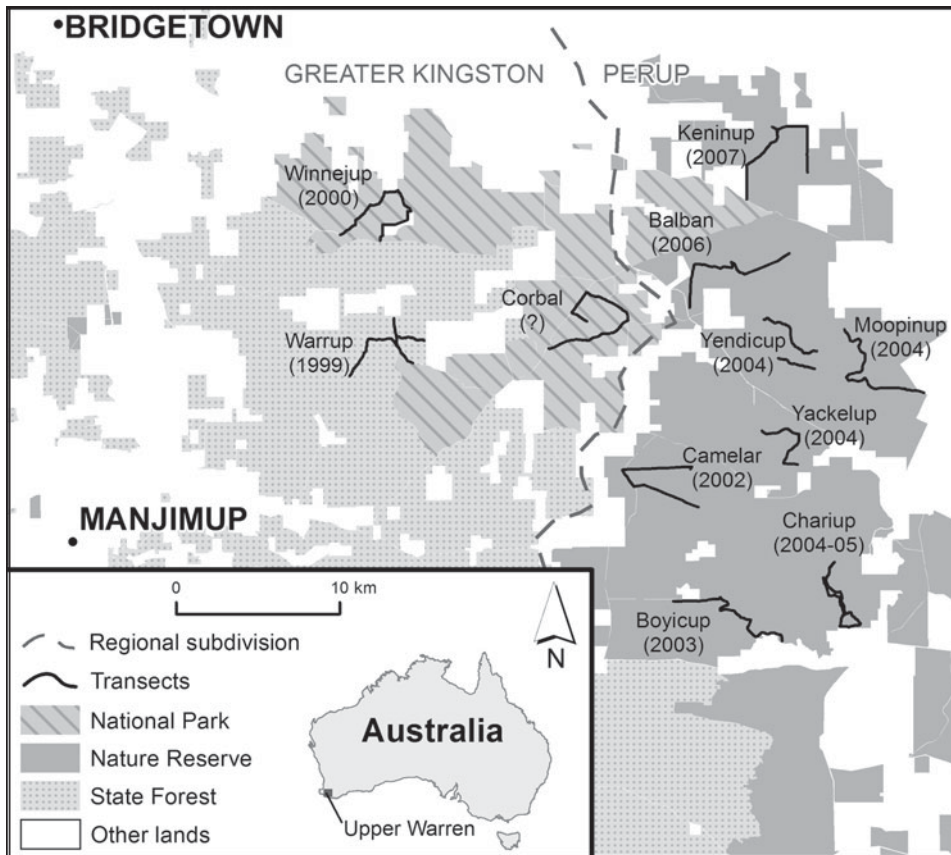 BRIDGETOWN
GREATER KINGSTON
PERUP
Keninup
(2007)
Winnejup
(2000)
Balban
(2006)
Corbal
(?)
Moopinup
(2004)
Warrup
(1999)
Yendicup
(2004)
Yackelup
(2004)
Camelar
(2002)
MANJIMUP
Chariup
(2004-05)
Boyicup
(2003)
0
10 km
N
Regional subdivision
Transects
National Park
Nature Reserve
State Forest
Other lands
Australia
Upper Warren